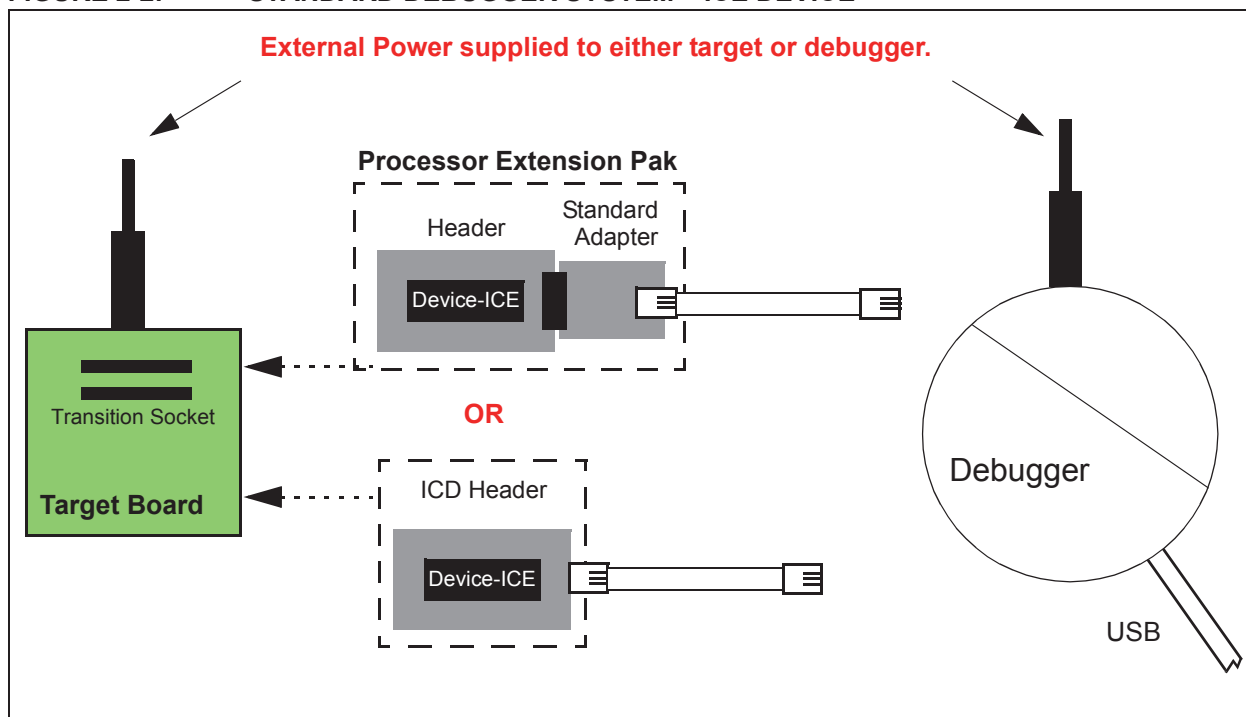 External Power supplied to either target or debugger.
Processor Extension Pak
Header
Standard
Adapter
Device-ICE
Transition Socket
OR
Target Board
ICD Header
Device-ICE
Debugger
USB